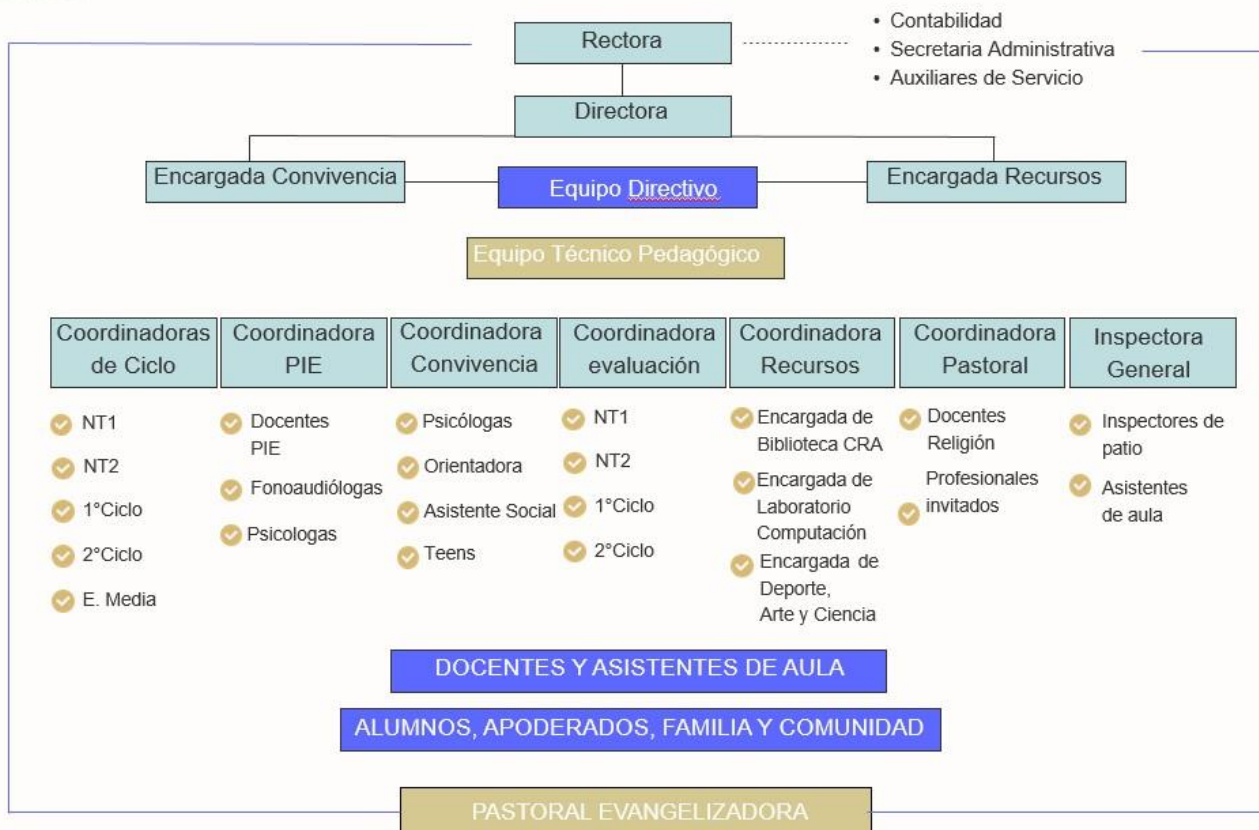 Rectora
• Contabilidad
• Secretaria Administrativa
• Auxiliares de Servicio
Directora
Encargada Convivencia
Equipo Directivo
Encargada Recursos
Equipo Técnico Pedagógico
Coordinadoras
de Ciclo
NT1
NT2
1°Ciclo
2°Ciclo
E. Media
Coordinadora
PIE
Docentes
PIE
Fonoaudiólogas
Psicologas
Coordinadora
Convivencia
Psicólogas
Orientadora
Asistente Social
Teens
Coordinadora
evaluación
NT1
NT2
1°Ciclo
2°Ciclo
Coordinadora
Recursos
Encargada de
Biblioteca CRA
Encargada de
Laboratorio
Computación
Encargada de
Deporte,
Arte y Ciencia
Coordinadora
Pastoral
Docentes
Religión
Profesionales
invitados
Inspectora
General
Inspectores de
patio
Asistentes
de aula
DOCENTES Y ASISTENTES DE AULA
ALUMNOS, APODERADOS, FAMILIA Y COMUNIDAD
PASTORAL EVANGELIZADORA